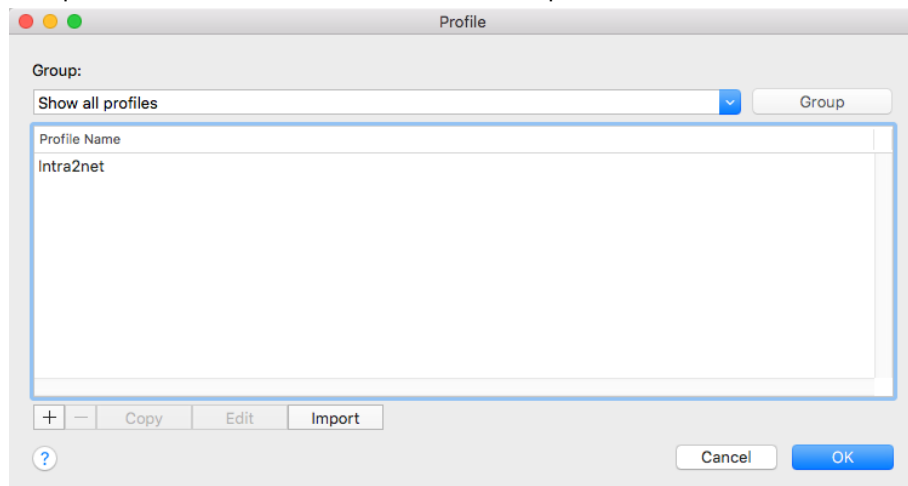 Profile
Group:
Show all profiles
Group
Profile Name
Intra2net
+ − Copy Edit Import
? Cancel OK